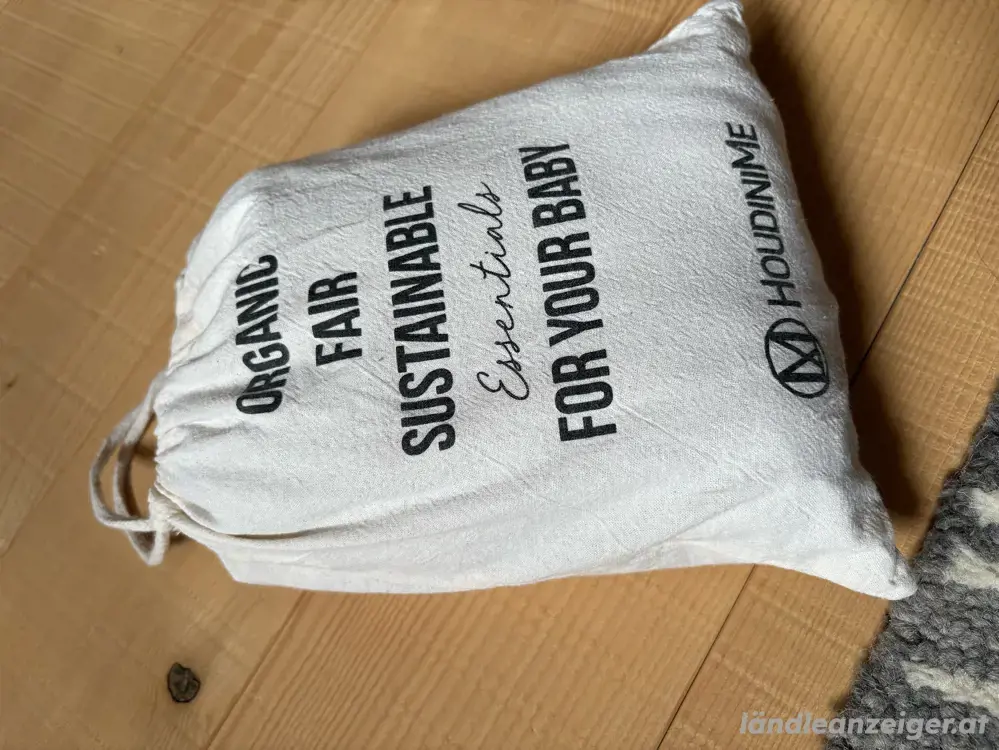 ORGANIC
FAIR
SUSTAINABLE
Essentials
FOR YOUR BABY
HOUDINIME
ländleanzeiger.at